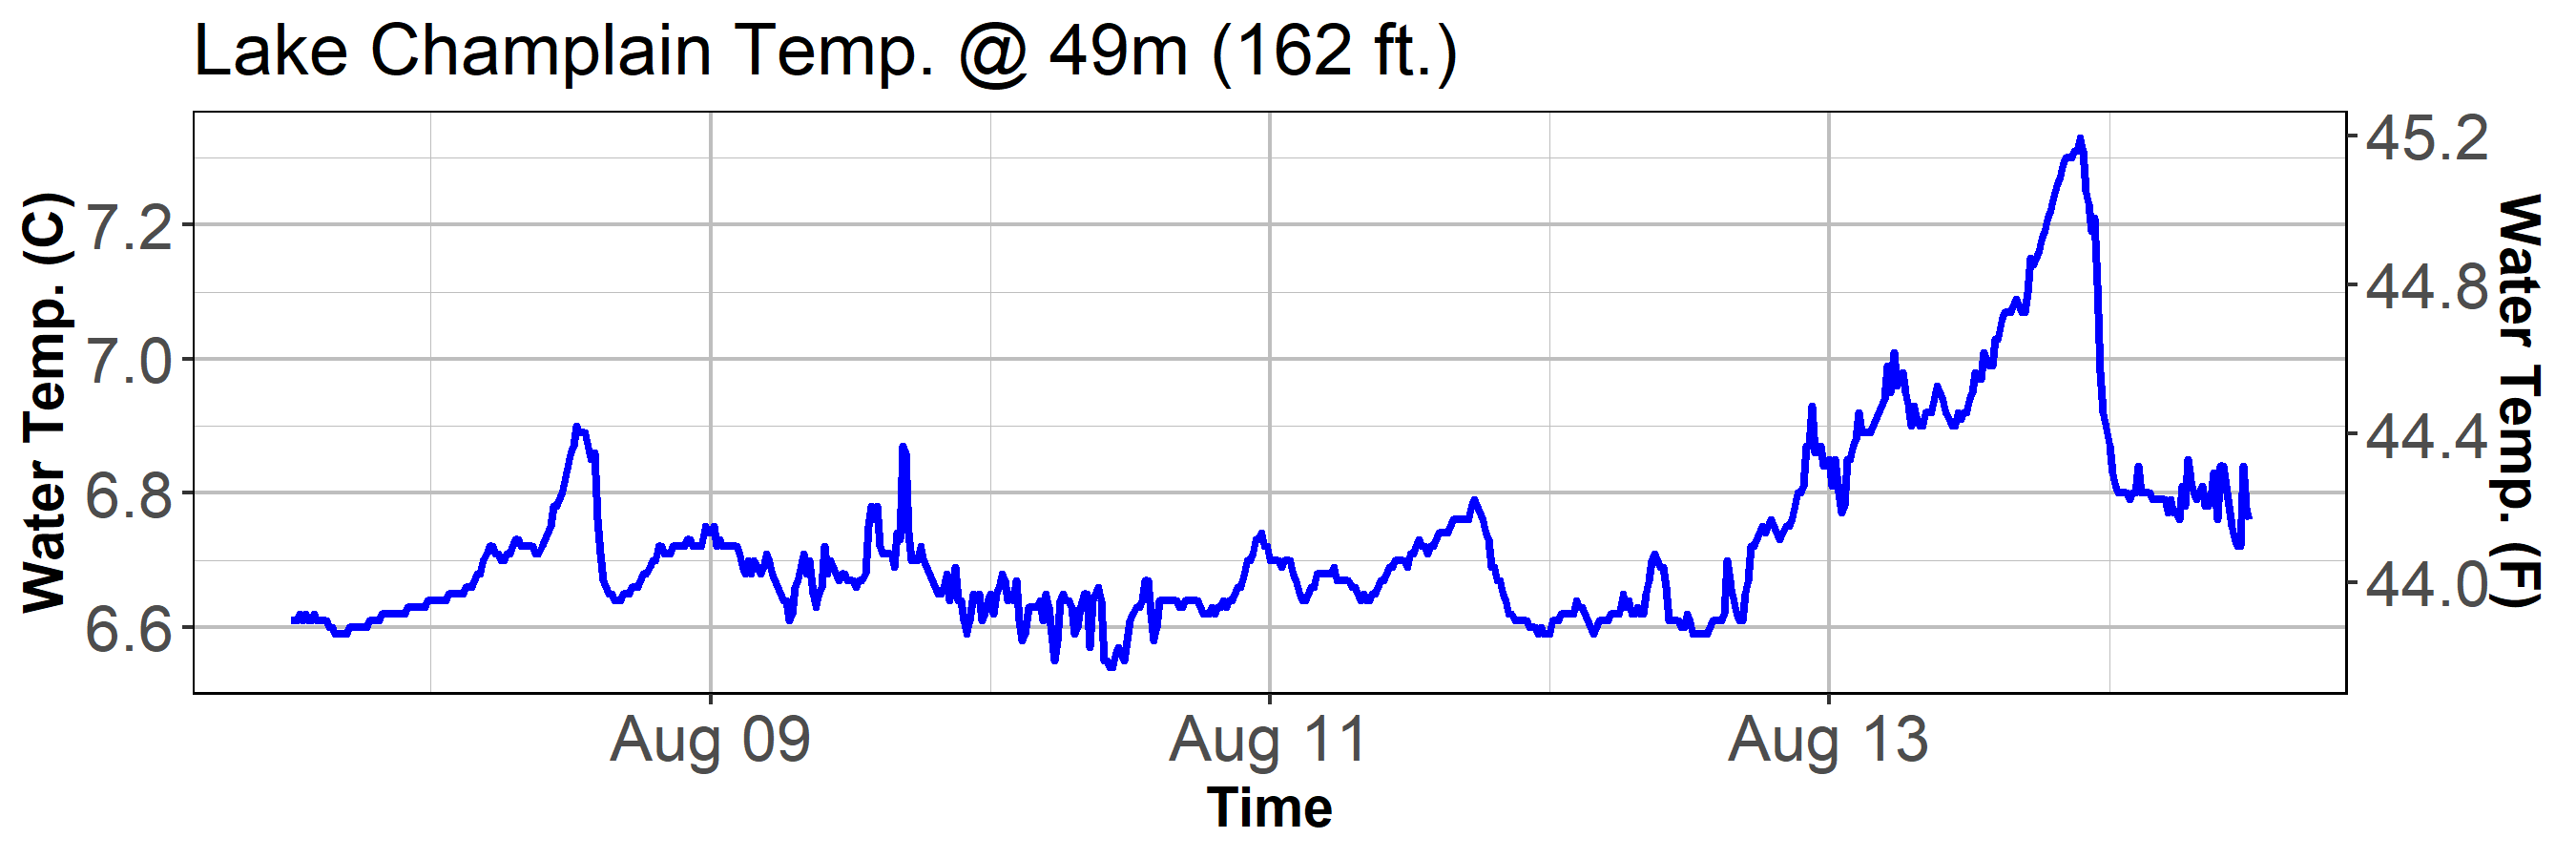 Lake Champlain Temp. @ 49m (162 ft.)
Water Temp. (C)
7.2
7.0
6.8
6.6
45.2
44.8
44.4
44.0
Water Temp. (F)
Aug 09 Aug 11 Aug 13
Time